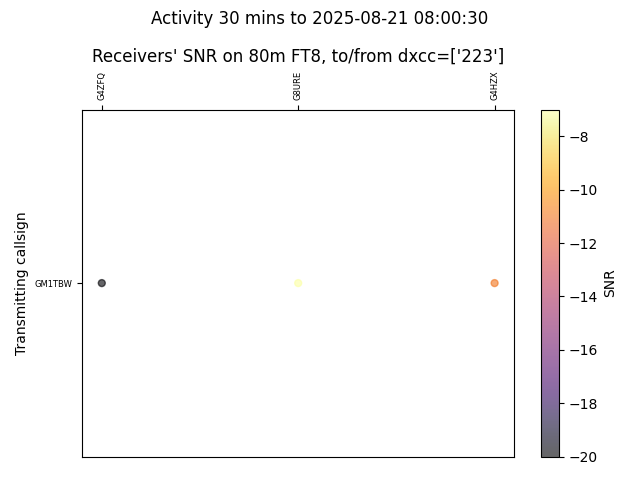 Activity 30 mins to 2025-08-21 08:00:30
Receivers' SNR on 80m FT8, to/from dxcc=['223']
G4ZFQ
G8URE
G4HZX
Transmitting callsign
GM1TBW
−8
−10
−12
−14
−16
−18
−20
SNR